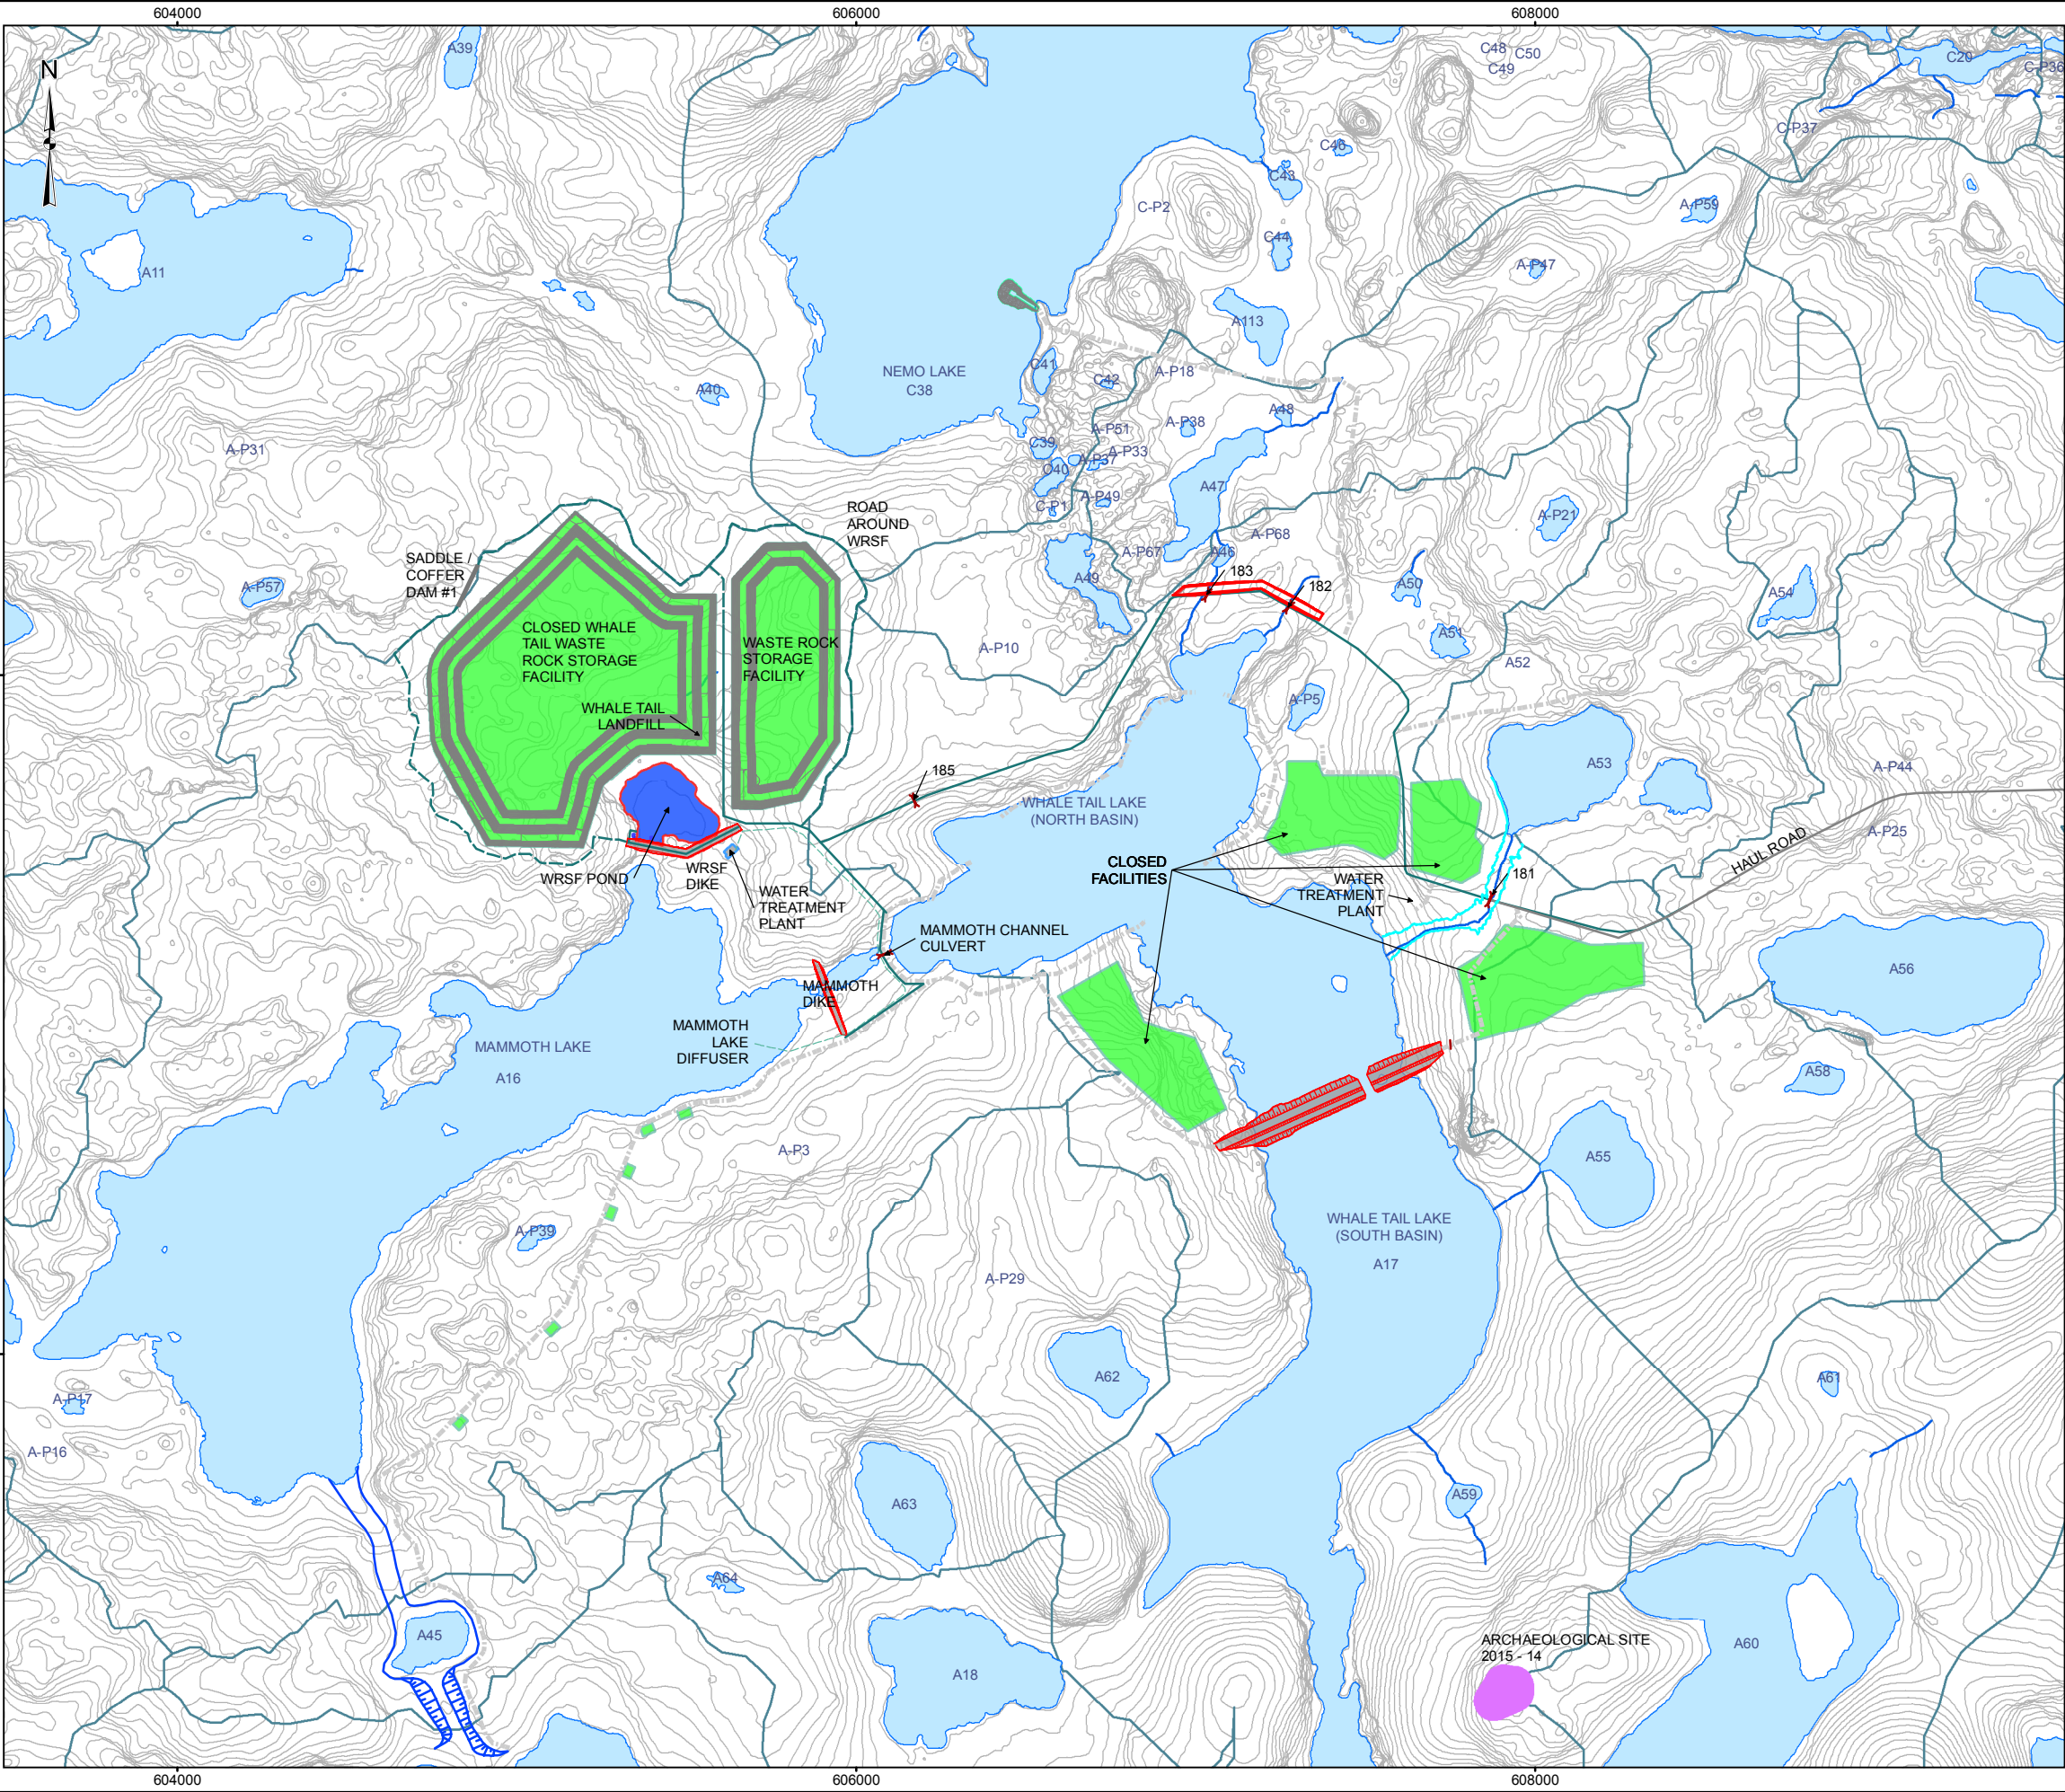 604000
606000
608000
N
A39
C48
C50
C49
C20
C-P36
C-P37
C46
C43
A-P59
C-P2
C44
A-P47
A11
A113
NEMO LAKE
C38
C41
C42
A-P18
A40
A48
A-P38
A-P51
A-P31
C39
A-P33
A-P37
C40
A47
A-P49
C-P1
ROAD
AROUND
WRSF
A-P21
A-P68
A-P67
A46
SADDLE /
COFFER
DAM #1
A-P57
A49
183
182
A50
A54
A51
A52
CLOSED WHALE
TAIL WASTE
ROCK STORAGE
FACILITY
WASTE ROCK
STORAGE
FACILITY
A-P10
WHALE TAIL
LANDFILL
A-P5
A53
A-P44
185
WHALE TAIL LAKE
(NORTH BASIN)
A-P25
HAUL ROAD
CLOSED
FACILITIES
WRSF POND
WRSF
DIKE
WATER
TREATMENT
PLANT
WATER
TREATMENT
PLANT
181
MAMMOTH CHANNEL
CULVERT
A56
MAMMOTH
DIKE
MAMMOTH
LAKE
DIFFUSER
MAMMOTH LAKE
A16
A58
A-P3
A55
WHALE TAIL LAKE
(SOUTH BASIN)
A17
A-P39
A-P29
A62
A61
A-P17
A-P16
A63
A59
A64
A45
A18
ARCHAEOLOGICAL SITE
2015 - 14
A60
604000
606000
608000